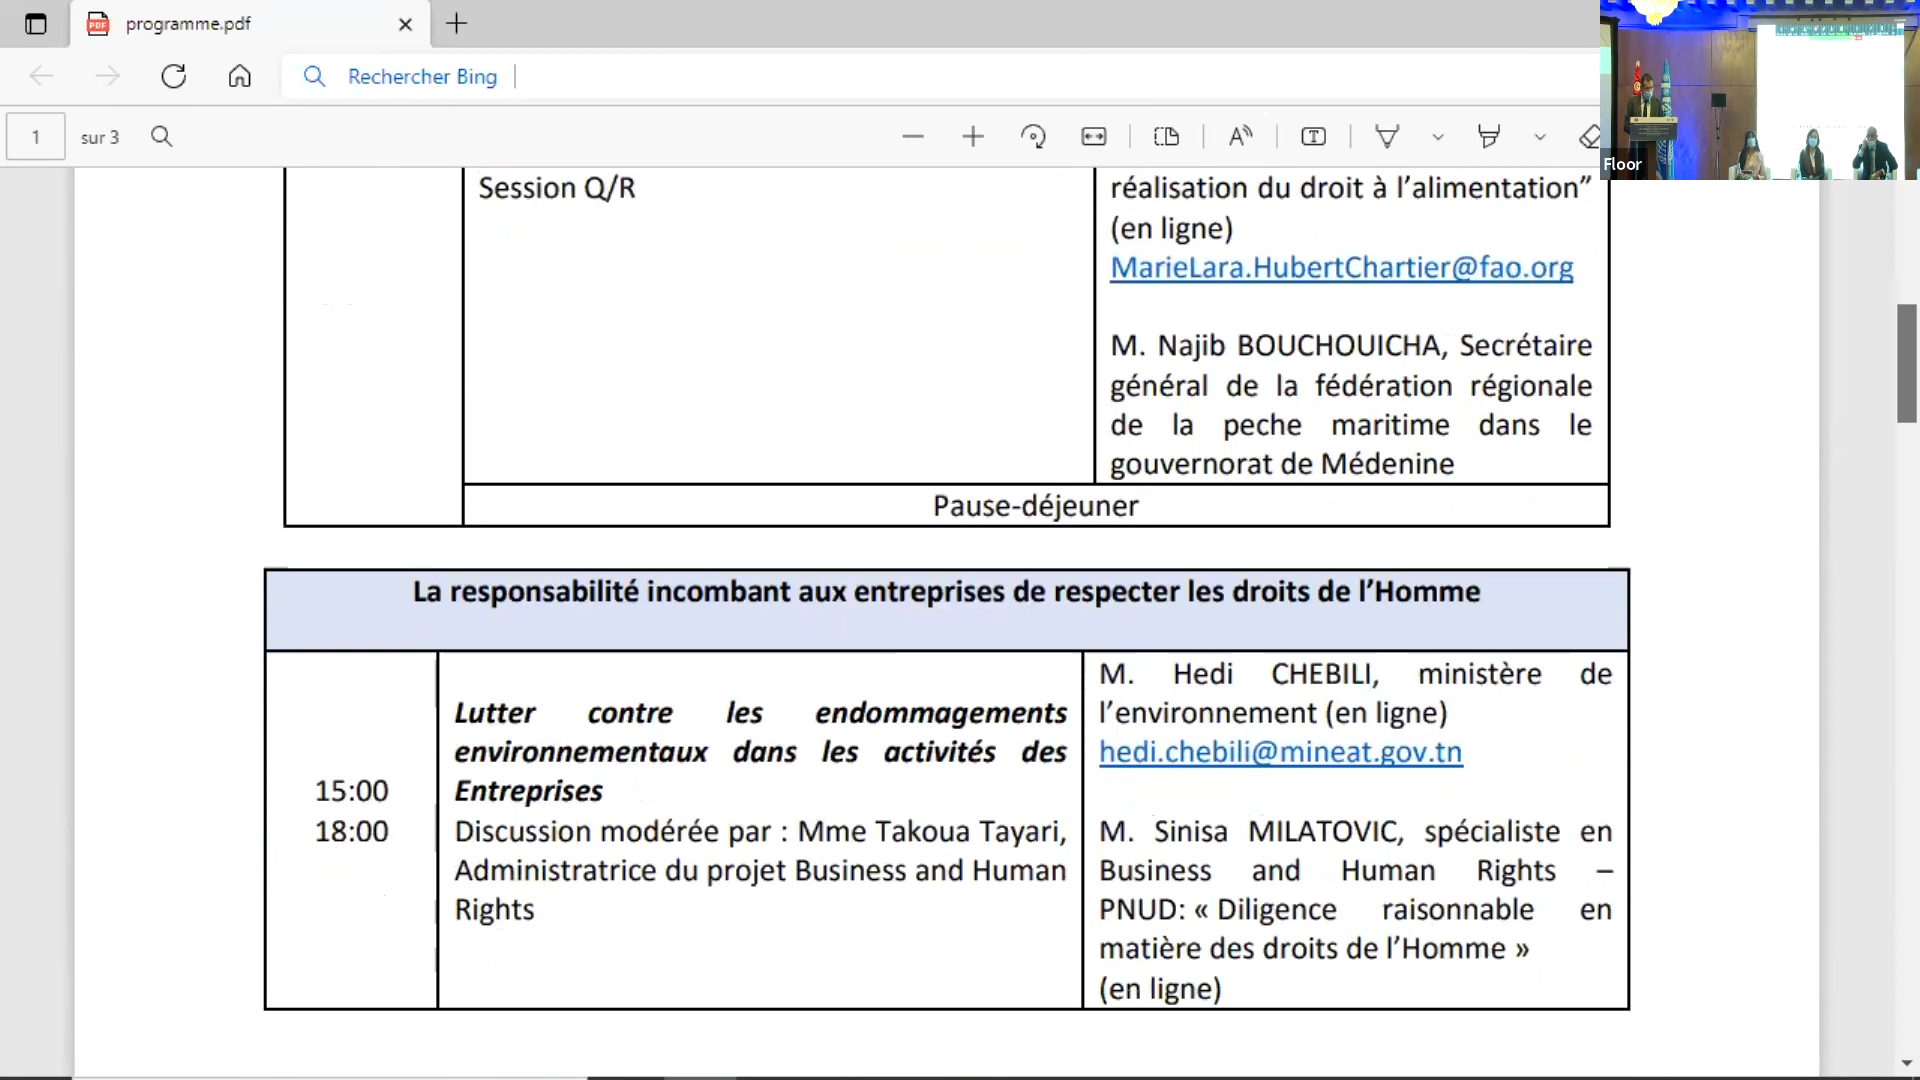 programme.pdf
Rechercher Bing
1 sur 3
Floor
Session Q/R
réalisation du droit à l’alimentation”
(en ligne)
MarieLara.HubertChartier@fao.org
M. Najib BOUCHOUICHA, Secrétaire
général de la fédération régionale
de la peche maritime dans le
gouvernorat de Médenine
Pause-déjeuner
La responsabilité incombant aux entreprises de respecter les droits de l’Homme
15:00
18:00
Lutter contre les endommagements
environnementaux dans les activités des
Entreprises
Discussion modérée par : Mme Takoua Tayari,
Administratrice du projet Business and Human
Rights
M. Hedi CHEBILI, ministère de
l’environnement (en ligne)
hedi.chebili@mineat.gov.tn
M. Sinisa MILATOVIC, spécialiste en
Business and Human Rights –
PNUD: « Diligence raisonnable en
matière des droits de l’Homme »
(en ligne)